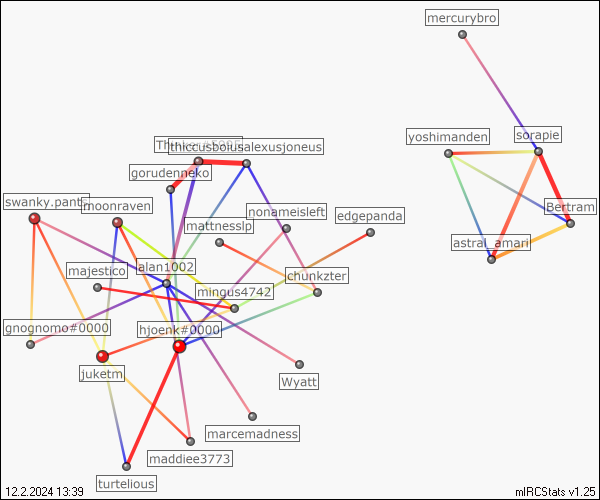 mercurybro
yoshimanden
sorapie
thiccusboiusalexusjoneus
gorudenneko
swanky.pants
moonraven
nonameisleft
edgepanda
Bertram
mattnesslp
astral_amari
majestico
alan1002
chunkzter
mingus4742
gnognomo#0000
hjoenk#0000
juketm
Wyatt
marcemadness
maddiee3773
turtelious
12.2.2024 13:39
mIRCStats v1.25